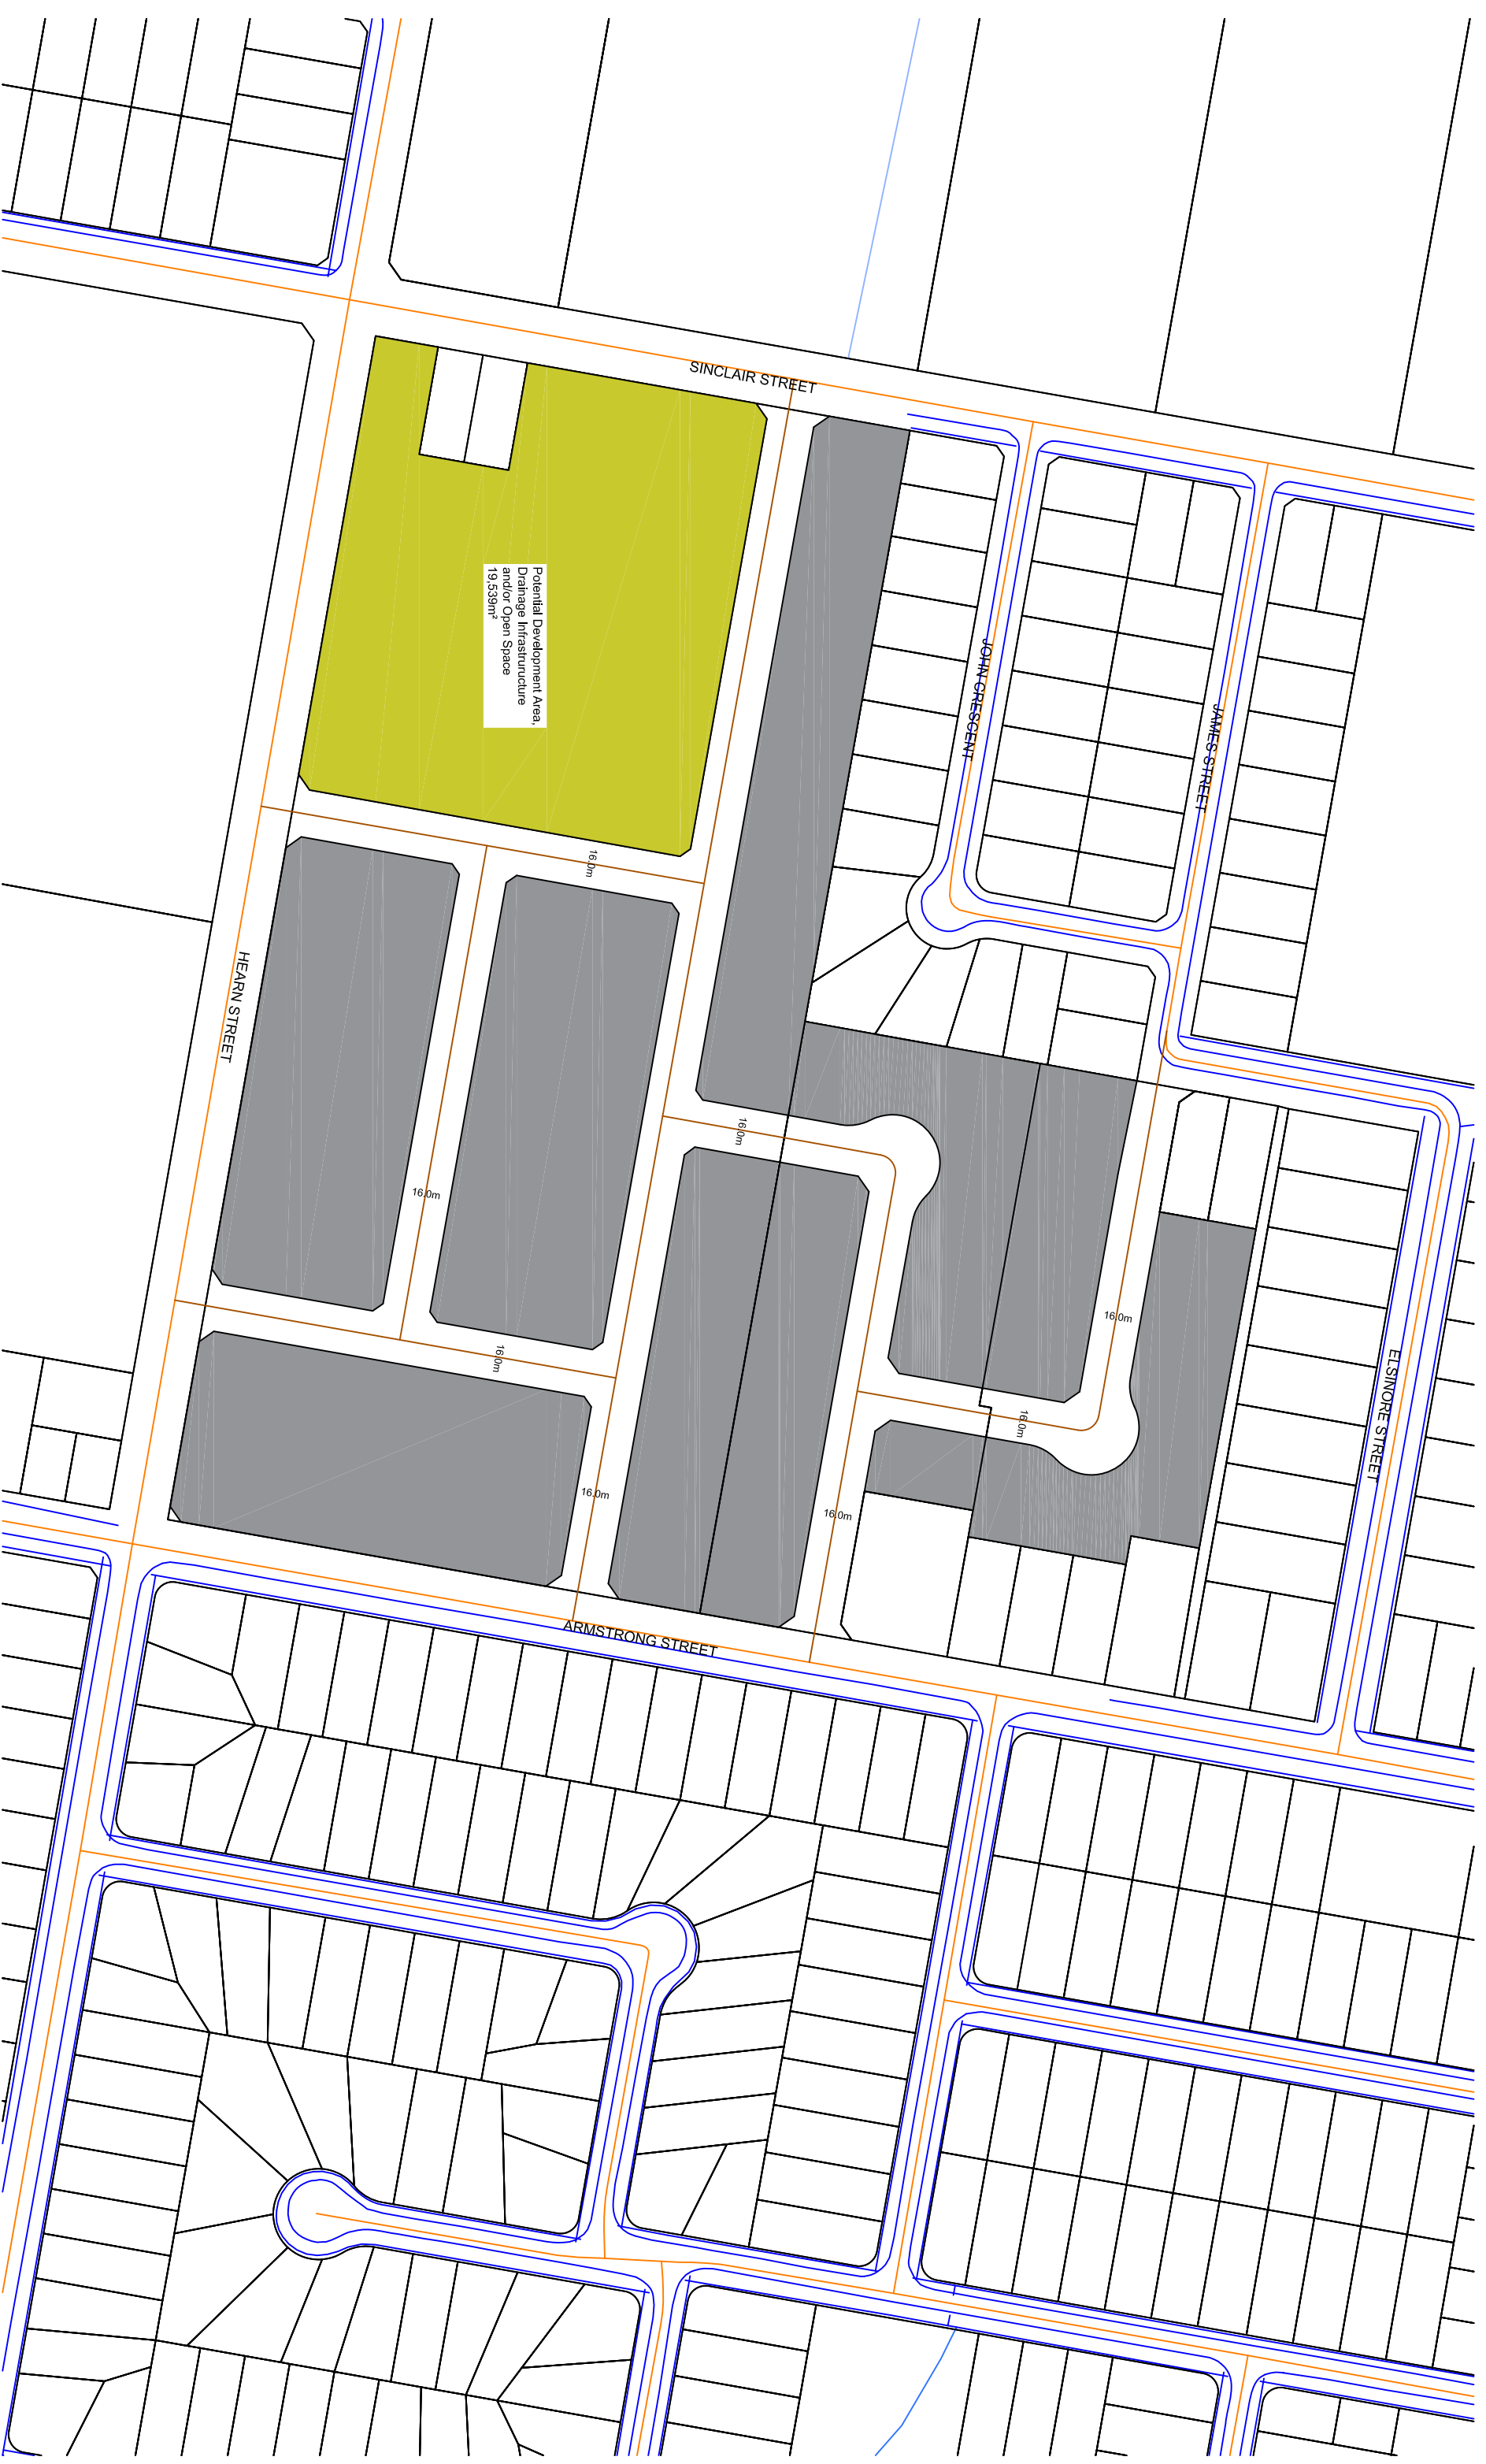 SINCLAIR STREET
Potential Development Area,
Drainage Infrastruructure
and/or Open Space
19,539m²
JOHN CRESCENT
JAMES STREET
16.0m
HEARN STREET
16.0m
16.0m
16.0m
16.0m
16.0m
ELSINORE STREET
16.0m
16.0m
ARMSTRONG STREET